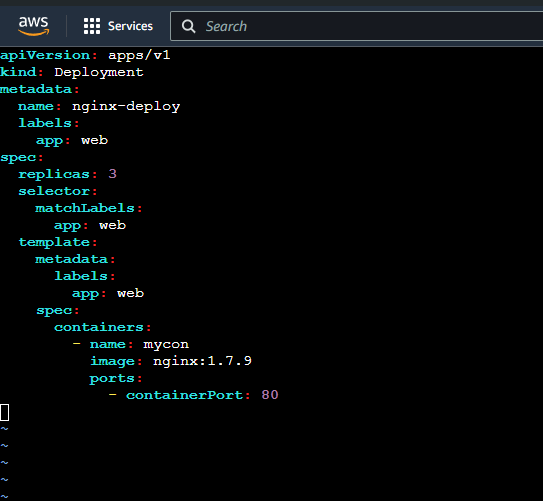 aws Services Search
apiVersion: apps/v1
kind: Deployment
metadata:
  name: nginx-deploy
  labels:
    app: web
spec:
  replicas: 3
  selector:
    matchLabels:
      app: web
  template:
    metadata:
      labels:
        app: web
    spec:
      containers:
        - name: mycon
          image: nginx:1.7.9
          ports:
            - containerPort: 80
~
~
~
~
~